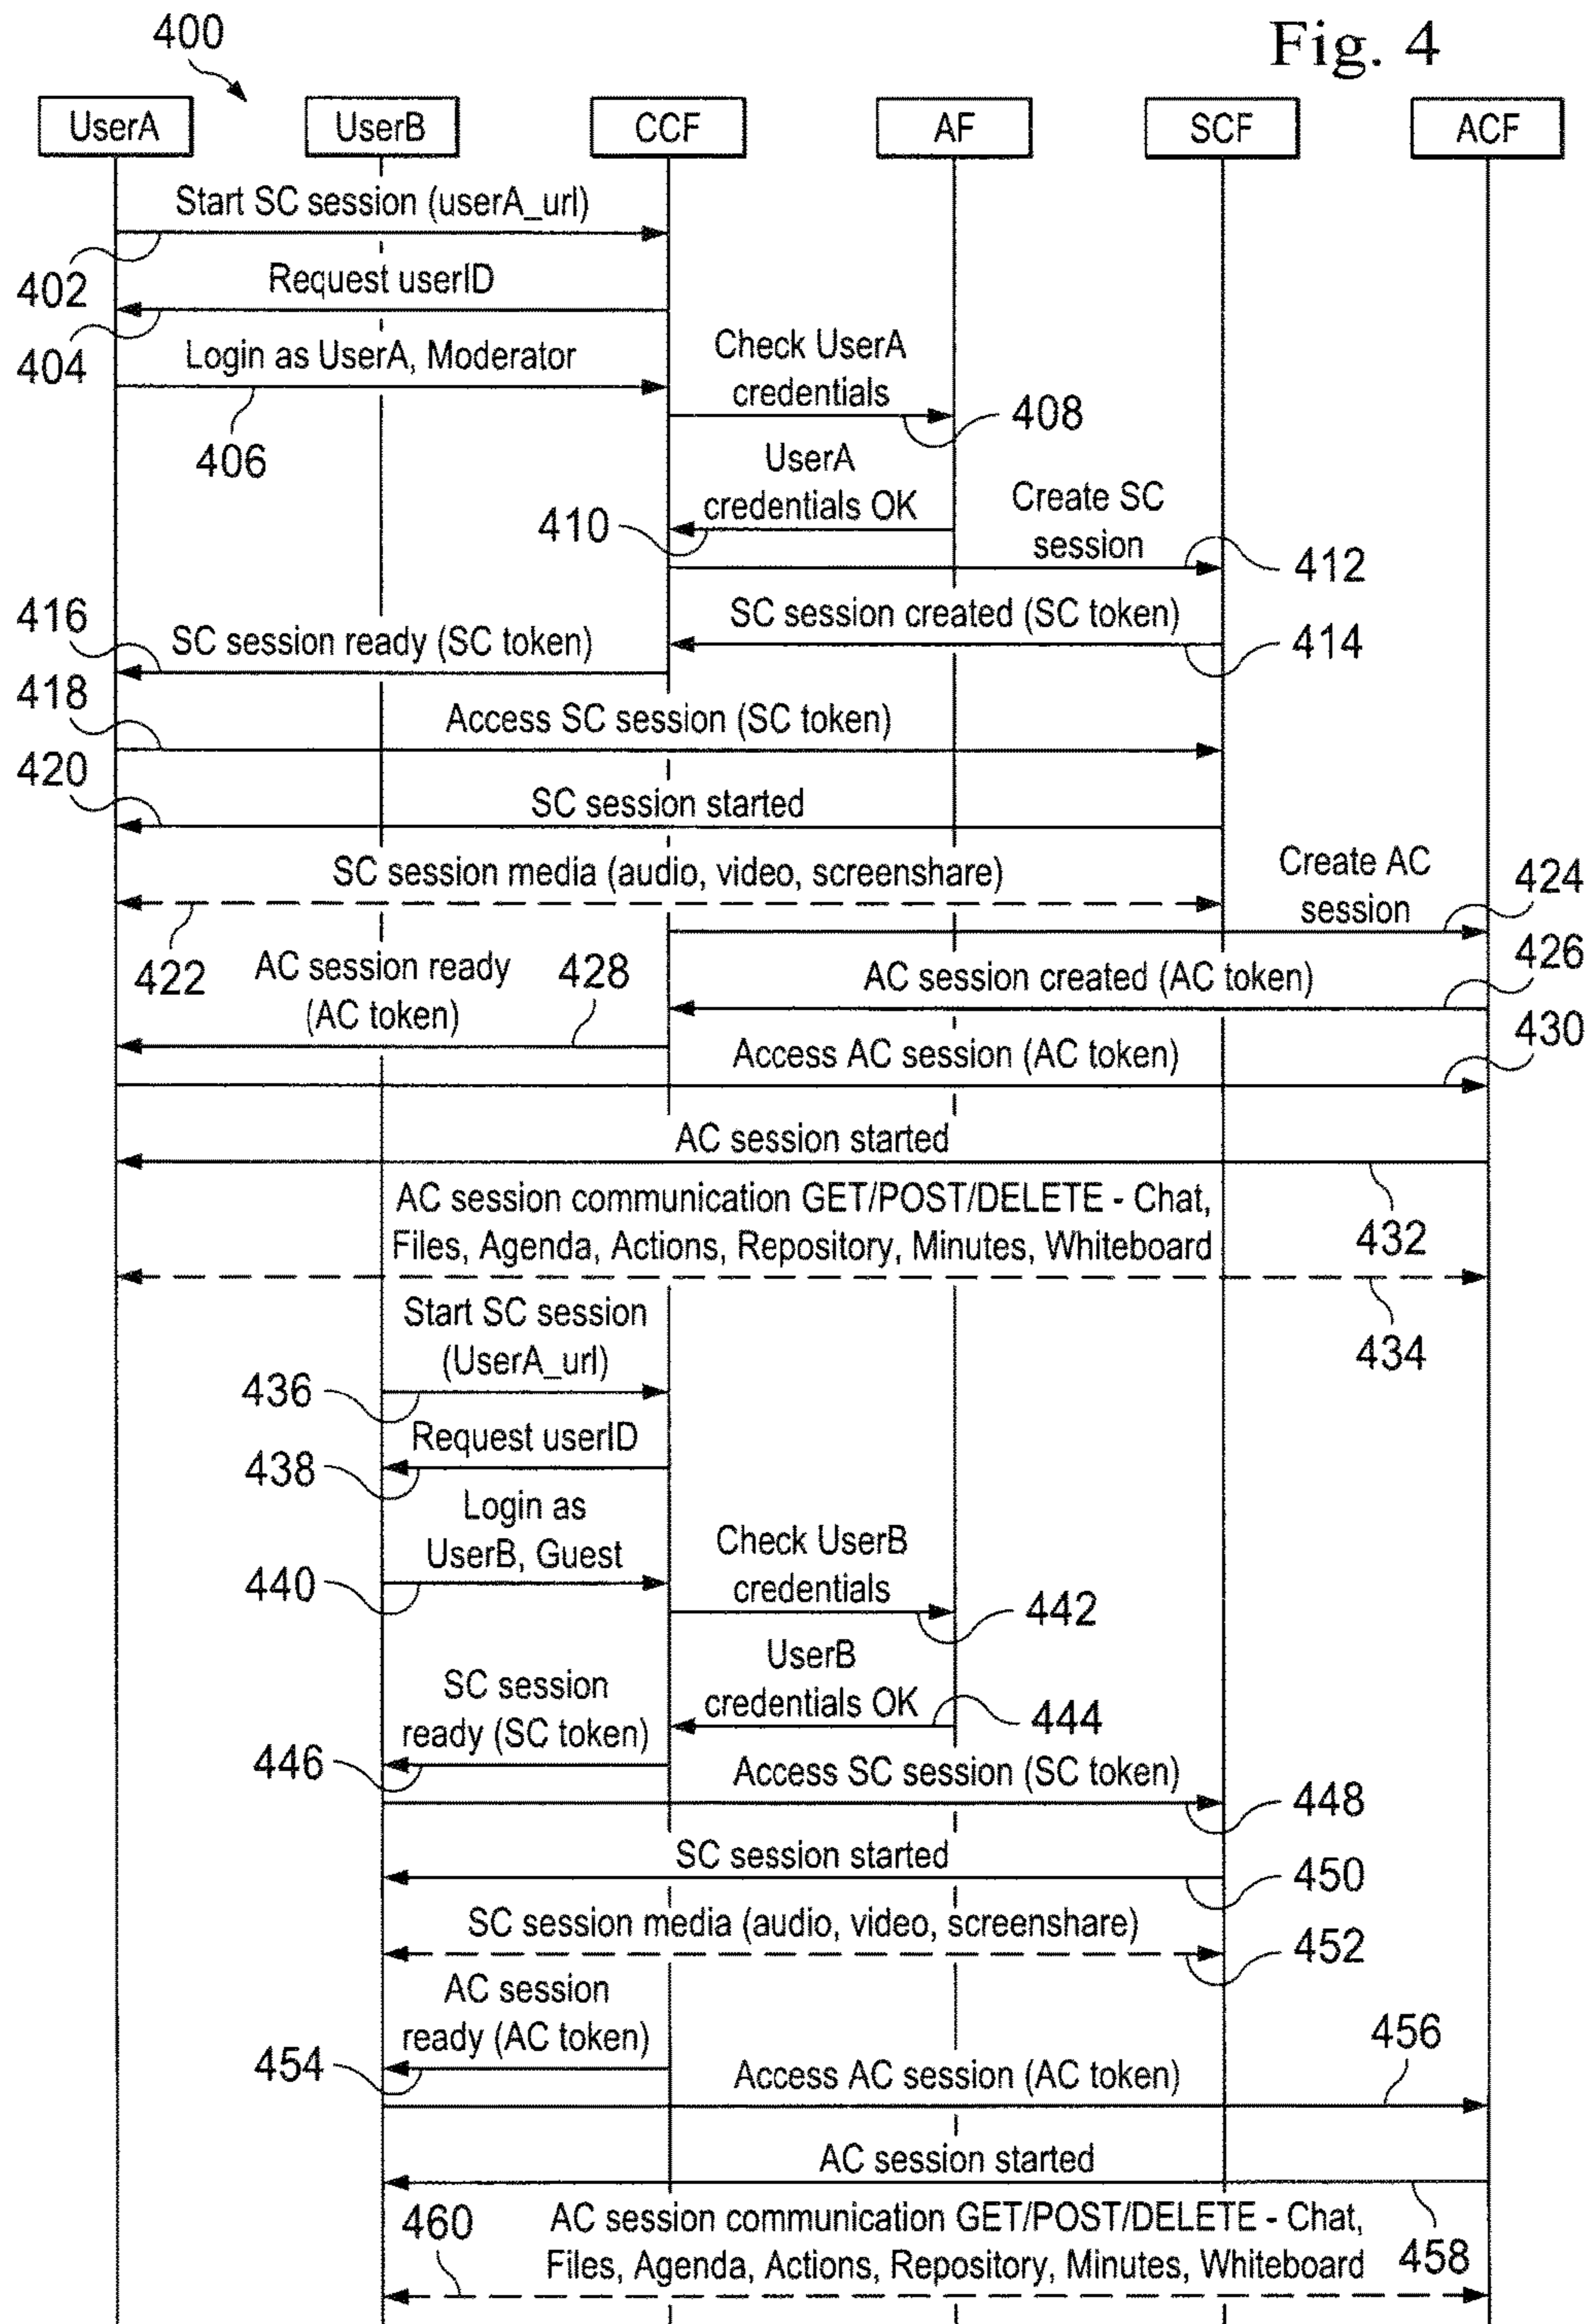 400
Fig. 4
UserA
UserB
CCF
AF
SCF
ACF
Start SC session (userA_url)
402
Request userID
404
Login as UserA, Moderator
406
Check UserA
credentials
408
UserA
credentials OK
410
Create SC
session
412
SC session created (SC token)
414
416
SC session ready (SC token)
418
Access SC session (SC token)
420
SC session started
SC session media (audio, video, screenshare)
422
Create AC
session
424
426
AC session created (AC token)
AC session ready
(AC token)
428
430
Access AC session (AC token)
AC session started
432
AC session communication GET/POST/DELETE - Chat,
Files, Agenda, Actions, Repository, Minutes, Whiteboard
434
Start SC session
(UserA_url)
436
Request userID
438
Login as
UserB, Guest
440
Check UserB
credentials
442
UserB
credentials OK
444
SC session
ready (SC token)
446
Access SC session (SC token)
448
SC session started
450
SC session media (audio, video, screenshare)
452
AC session
ready (AC token)
454
456
Access AC session (AC token)
AC session started
458
460
AC session communication GET/POST/DELETE - Chat,
Files, Agenda, Actions, Repository, Minutes, Whiteboard